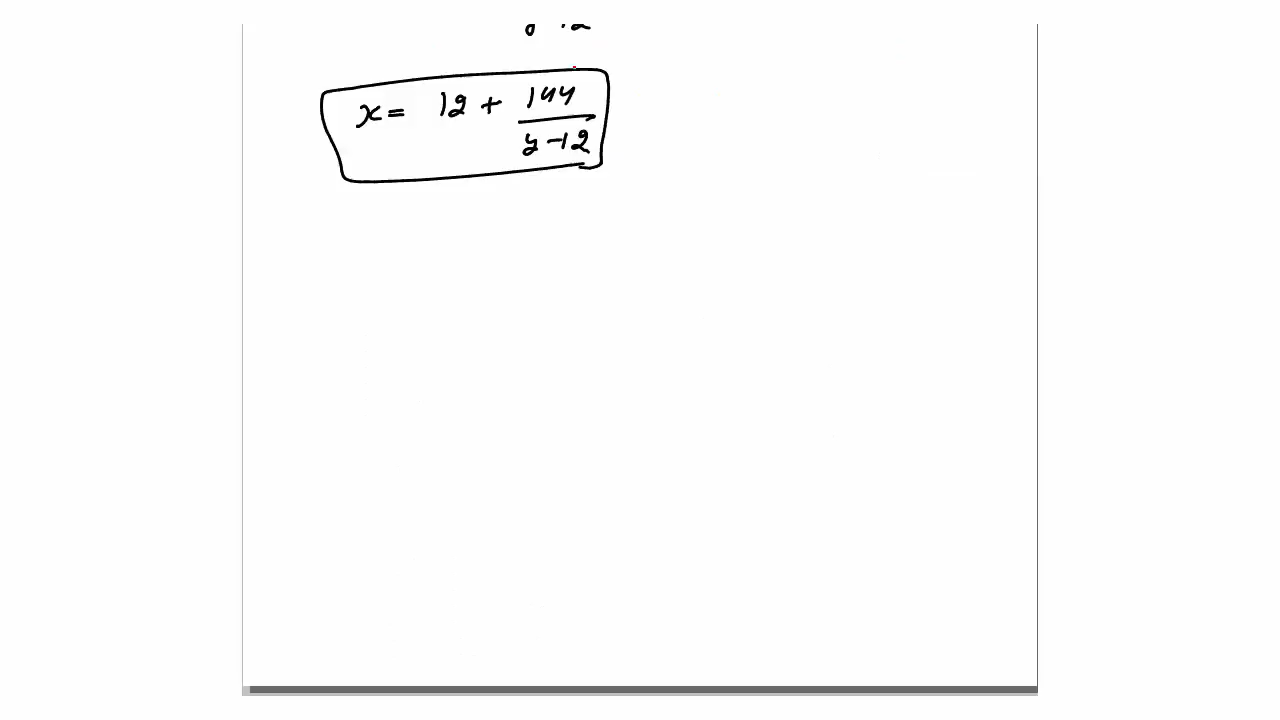 x = 12 + 144/(y-12)